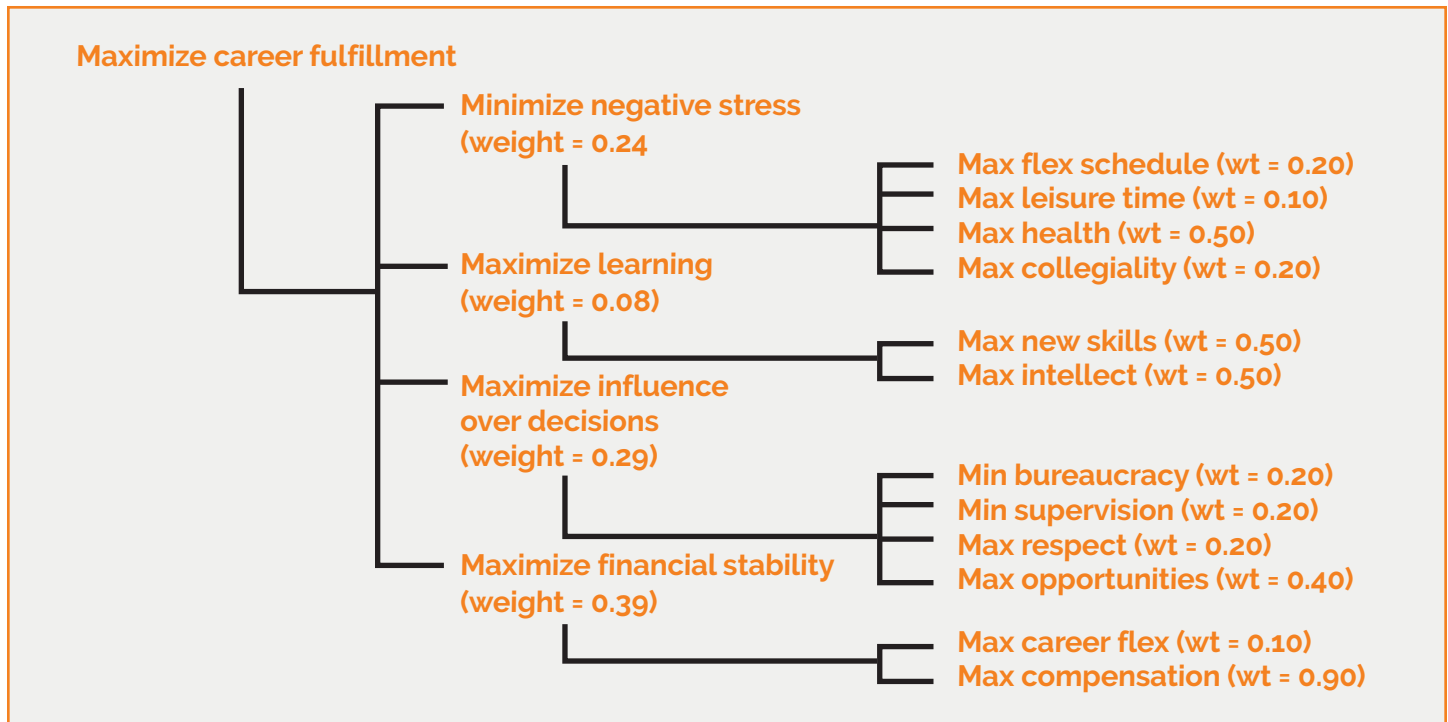 Maximize career fulfillment
Minimize negative stress
(weight = 0.24
Max flex schedule (wt = 0.20)
Max leisure time (wt = 0.10)
Max health (wt = 0.50)
Max collegiality (wt = 0.20)
Maximize learning
(weight = 0.08)
Max new skills (wt = 0.50)
Max intellect (wt = 0.50)
Maximize influence
over decisions
(weight = 0.29)
Min bureaucracy (wt = 0.20)
Min supervision (wt = 0.20)
Max respect (wt = 0.20)
Max opportunities (wt = 0.40)
Maximize financial stability
(weight = 0.39)
Max career flex (wt = 0.10)
Max compensation (wt = 0.90)